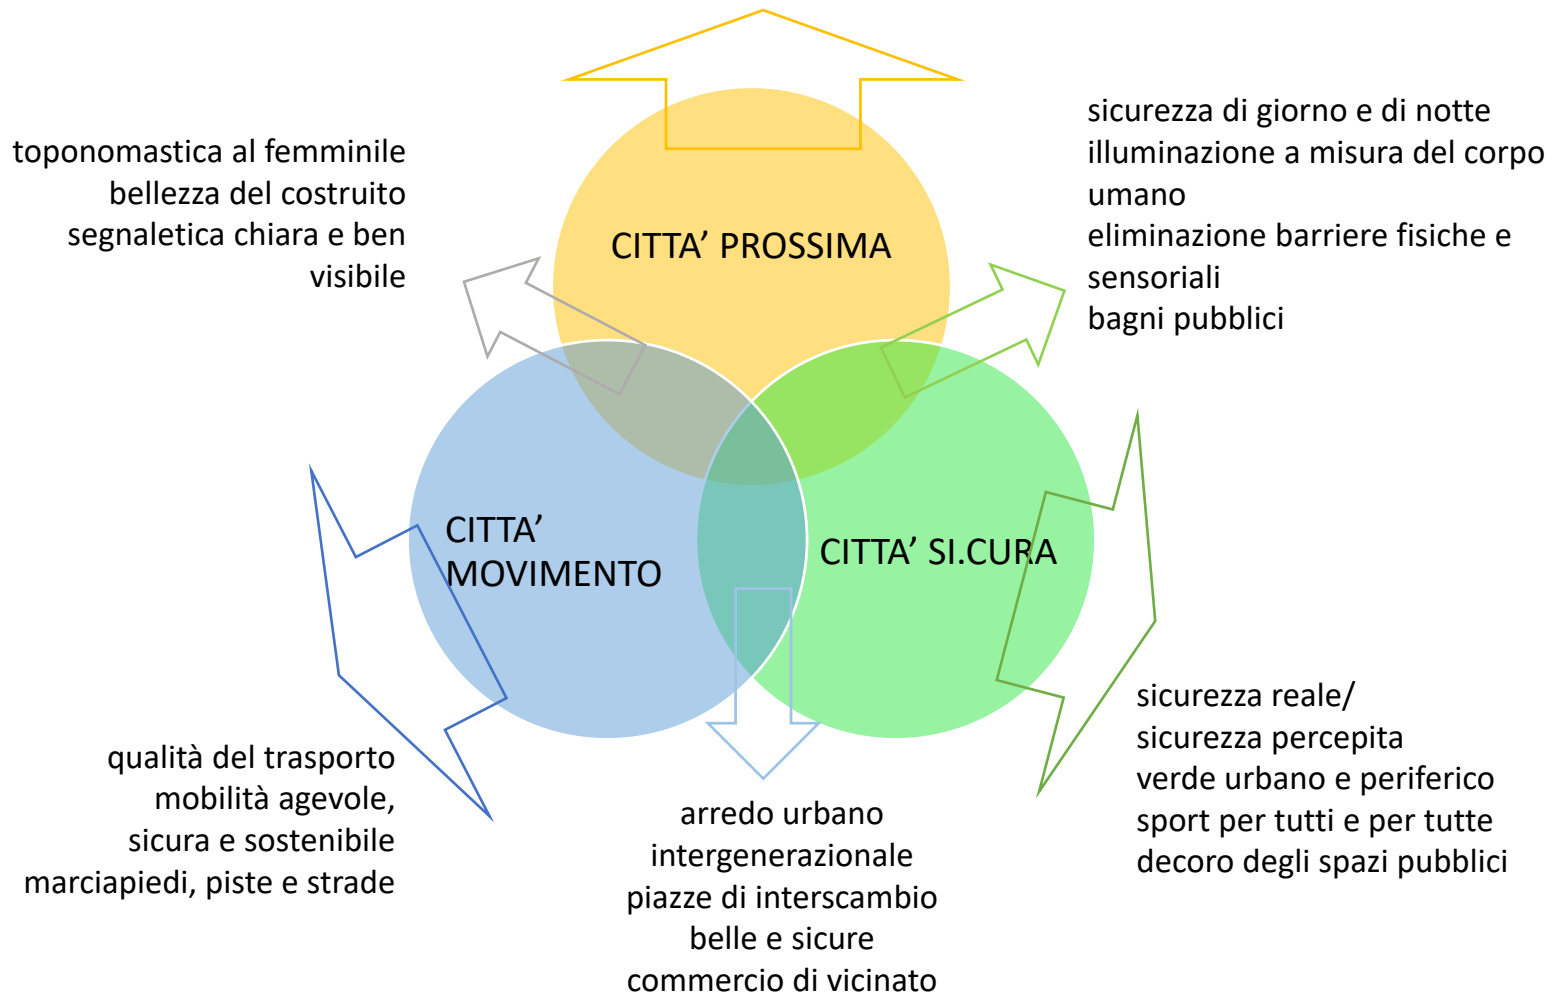 toponomastica al femminile
bellezza del costruito
segnaletica chiara e ben
visibile
CITTA’ PROSSIMA
sicurezza di giorno e di notte
illuminazione a misura del corpo
umano
eliminazione barriere fisiche e
sensoriali
bagni pubblici
CITTA’
MOVIMENTO
CITTA’ SI.CURA
qualità del trasporto
mobilità agevole,
sicura e sostenibile
marciapiedi, piste e strade
arredo urbano
intergenerazionale
piazze di interscambio
belle e sicure
commercio di vicinato
sicurezza reale/
sicurezza percepita
verde urbano e periferico
sport per tutti e per tutte
decoro degli spazi pubblici